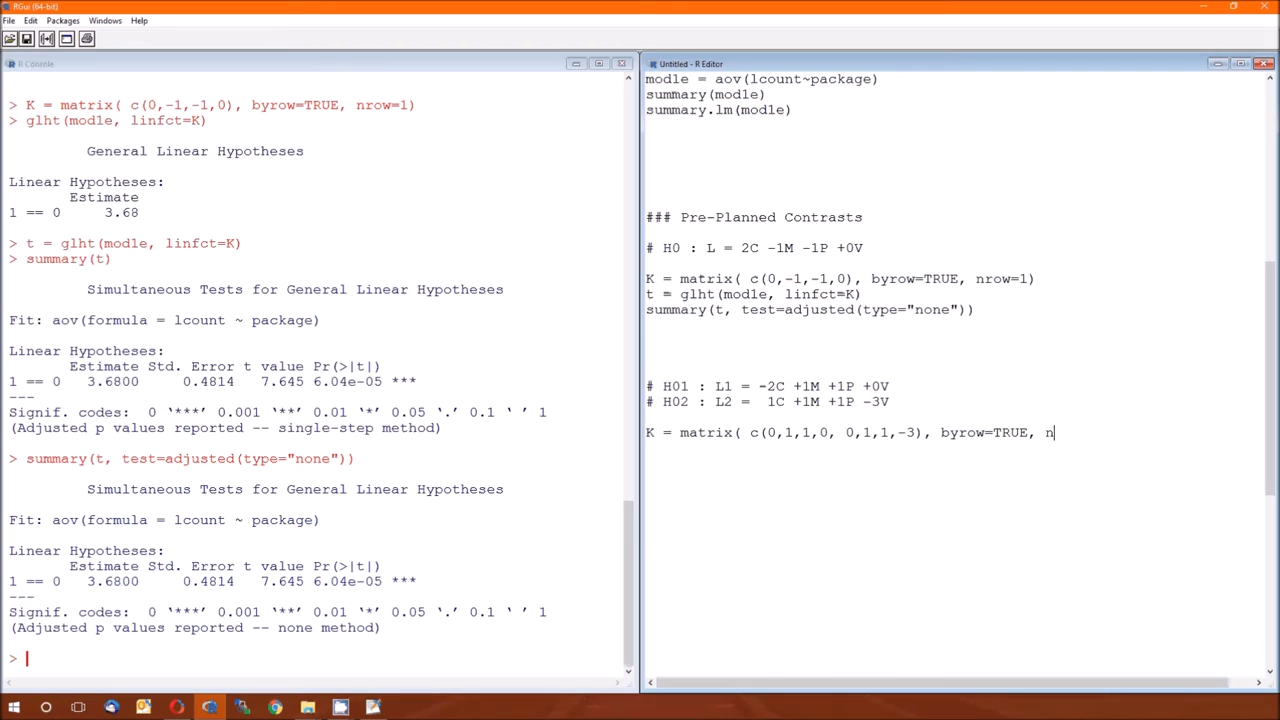 RGui (64-bit)
File Edit Packages Windows Help
R Console
> K = matrix( c(0,-1,-1,0), byrow=TRUE, nrow=1)
> glht(modle, linfct=K)
General Linear Hypotheses
Linear Hypotheses:
Estimate
1 == 0 3.68
> t = glht(modle, linfct=K)
> summary(t)
Simultaneous Tests for General Linear Hypotheses
Fit: aov(formula = lcount ~ package)
Linear Hypotheses:
Estimate Std. Error t value Pr(>|t|)
1 == 0 3.6800 0.4814 7.645 6.04e-05 ***
---
Signif. codes: 0 ‘***’ 0.001 ‘**’ 0.01 ‘*’ 0.05 ‘.’ 0.1 ‘ ’ 1
(Adjusted p values reported -- single-step method)
> summary(t, test=adjusted(type="none"))
Simultaneous Tests for General Linear Hypotheses
Fit: aov(formula = lcount ~ package)
Linear Hypotheses:
Estimate Std. Error t value Pr(>|t|)
1 == 0 3.6800 0.4814 7.645 6.04e-05 ***
---
Signif. codes: 0 ‘***’ 0.001 ‘**’ 0.01 ‘*’ 0.05 ‘.’ 0.1 ‘ ’ 1
(Adjusted p values reported -- none method)
>
Untitled - R Editor
modle = aov(lcount~package)
summary(modle)
summary.lm(modle)
### Pre-Planned Contrasts
# H0 : L = 2C -1M -1P +0V
K = matrix( c(0,-1,-1,0), byrow=TRUE, nrow=1)
t = glht(modle, linfct=K)
summary(t, test=adjusted(type="none"))
# H01 : L1 = -2C +1M +1P +0V
# H02 : L2 = 1C +1M +1P -3V
K = matrix( c(0,1,1,0, 0,1,1,-3), byrow=TRUE, n